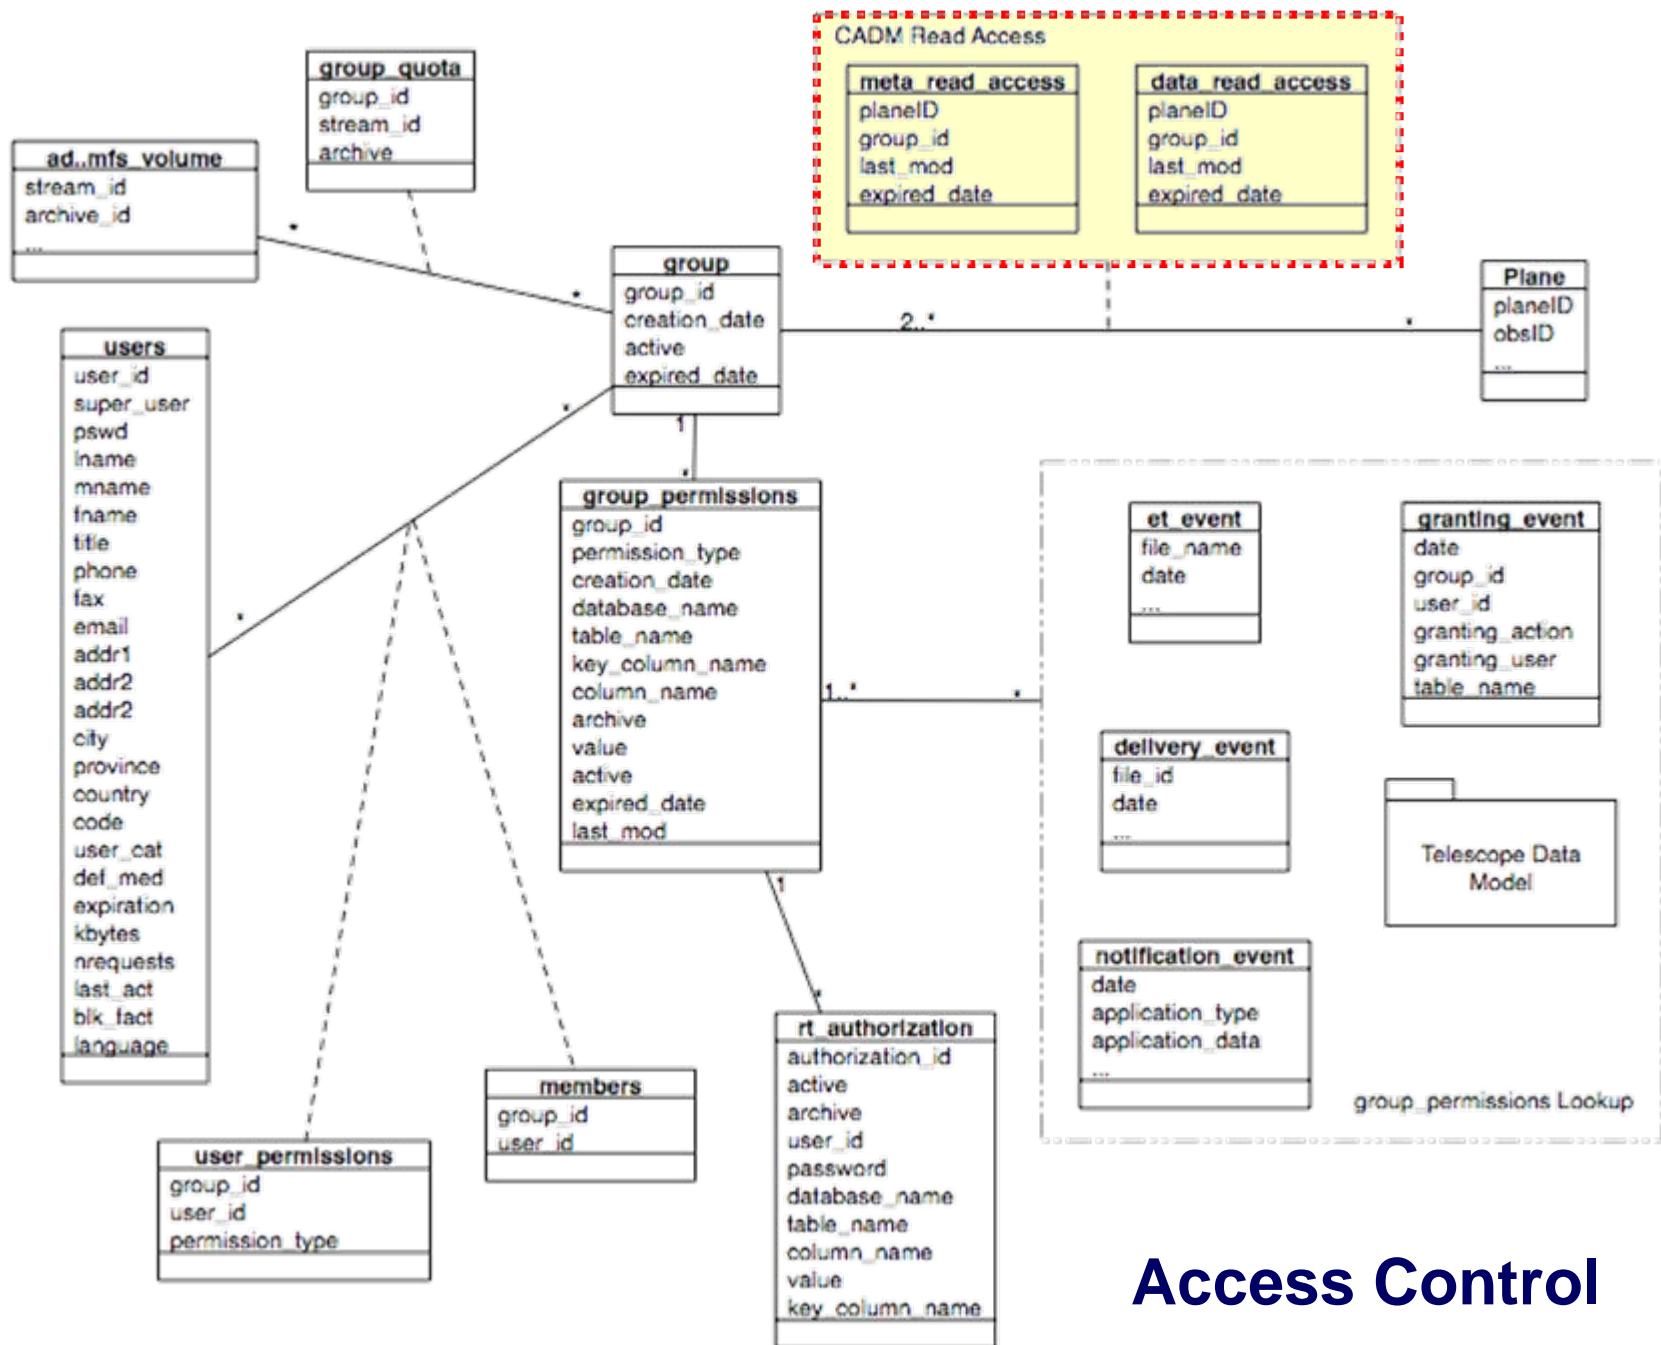 CADM Read Access
meta_read_access
planeID
group_id
last_mod
expired_date
data_read_access
planeID
group_id
last_mod
expired_date
group_quota
group_id
stream_id
archive
ad..mfs_volume
stream_id
archive_id
...
*
*
group
group_id
creation_date
active
expired_date
2..*
*
Plane
planeID
obsID
...
users
user_id
super_user
pswd
lname
mname
fname
title
phone
fax
email
addr1
addr2
addr2
city
province
country
code
user_cat
def_med
expiration
kbytes
nrequests
last_act
blk_fact
language
*
*
1
*
group_permissions
group_id
permission_type
creation_date
database_name
table_name
key_column_name
column_name
archive
value
active
expired_date
last_mod
1..*
*
et_event
file_name
date
...
granting_event
date
group_id
user_id
granting_action
granting_user
table_name
delivery_event
file_id
date
...
Telescope Data
Model
notification_event
date
application_type
application_data
...
group_permissions Lookup
1
*
rt_authorization
authorization_id
active
archive
user_id
password
database_name
table_name
column_name
value
key_column_name
members
group_id
user_id
user_permissions
group_id
user_id
permission_type
Access Control